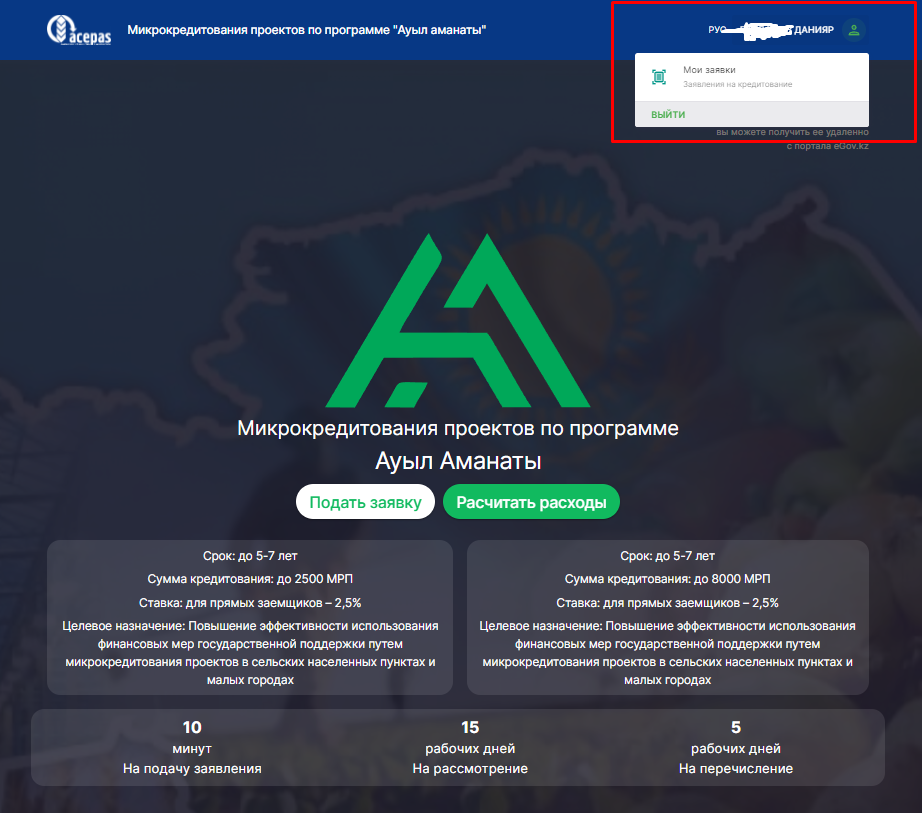 acepas
Микрокредитования проектов по программе "Ауыл аманаты"
РУС
ДАНИЯР
Мои заявки
Заявления на кредитование
ВЫЙТИ
вы можете получить ее удаленно
с портала eGov.kz
Микрокредитования проектов по программе
Ауыл Аманаты
Подать заявку
Расчитать расходы
Срок: до 5-7 лет
Сумма кредитования: до 2500 МРП
Ставка: для прямых заемщиков – 2,5%
Целевое назначение: Повышение эффективности использования
финансовых мер государственной поддержки путем
микрокредитования проектов в сельских населенных пунктах и
малых городах
Срок: до 5-7 лет
Сумма кредитования: до 8000 МРП
Ставка: для прямых заемщиков – 2,5%
Целевое назначение: Повышение эффективности использования
финансовых мер государственной поддержки путем
микрокредитования проектов в сельских населенных пунктах и
малых городах
10
минут
На подачу заявления
15
рабочих дней
На рассмотрение
5
рабочих дней
На перечисление